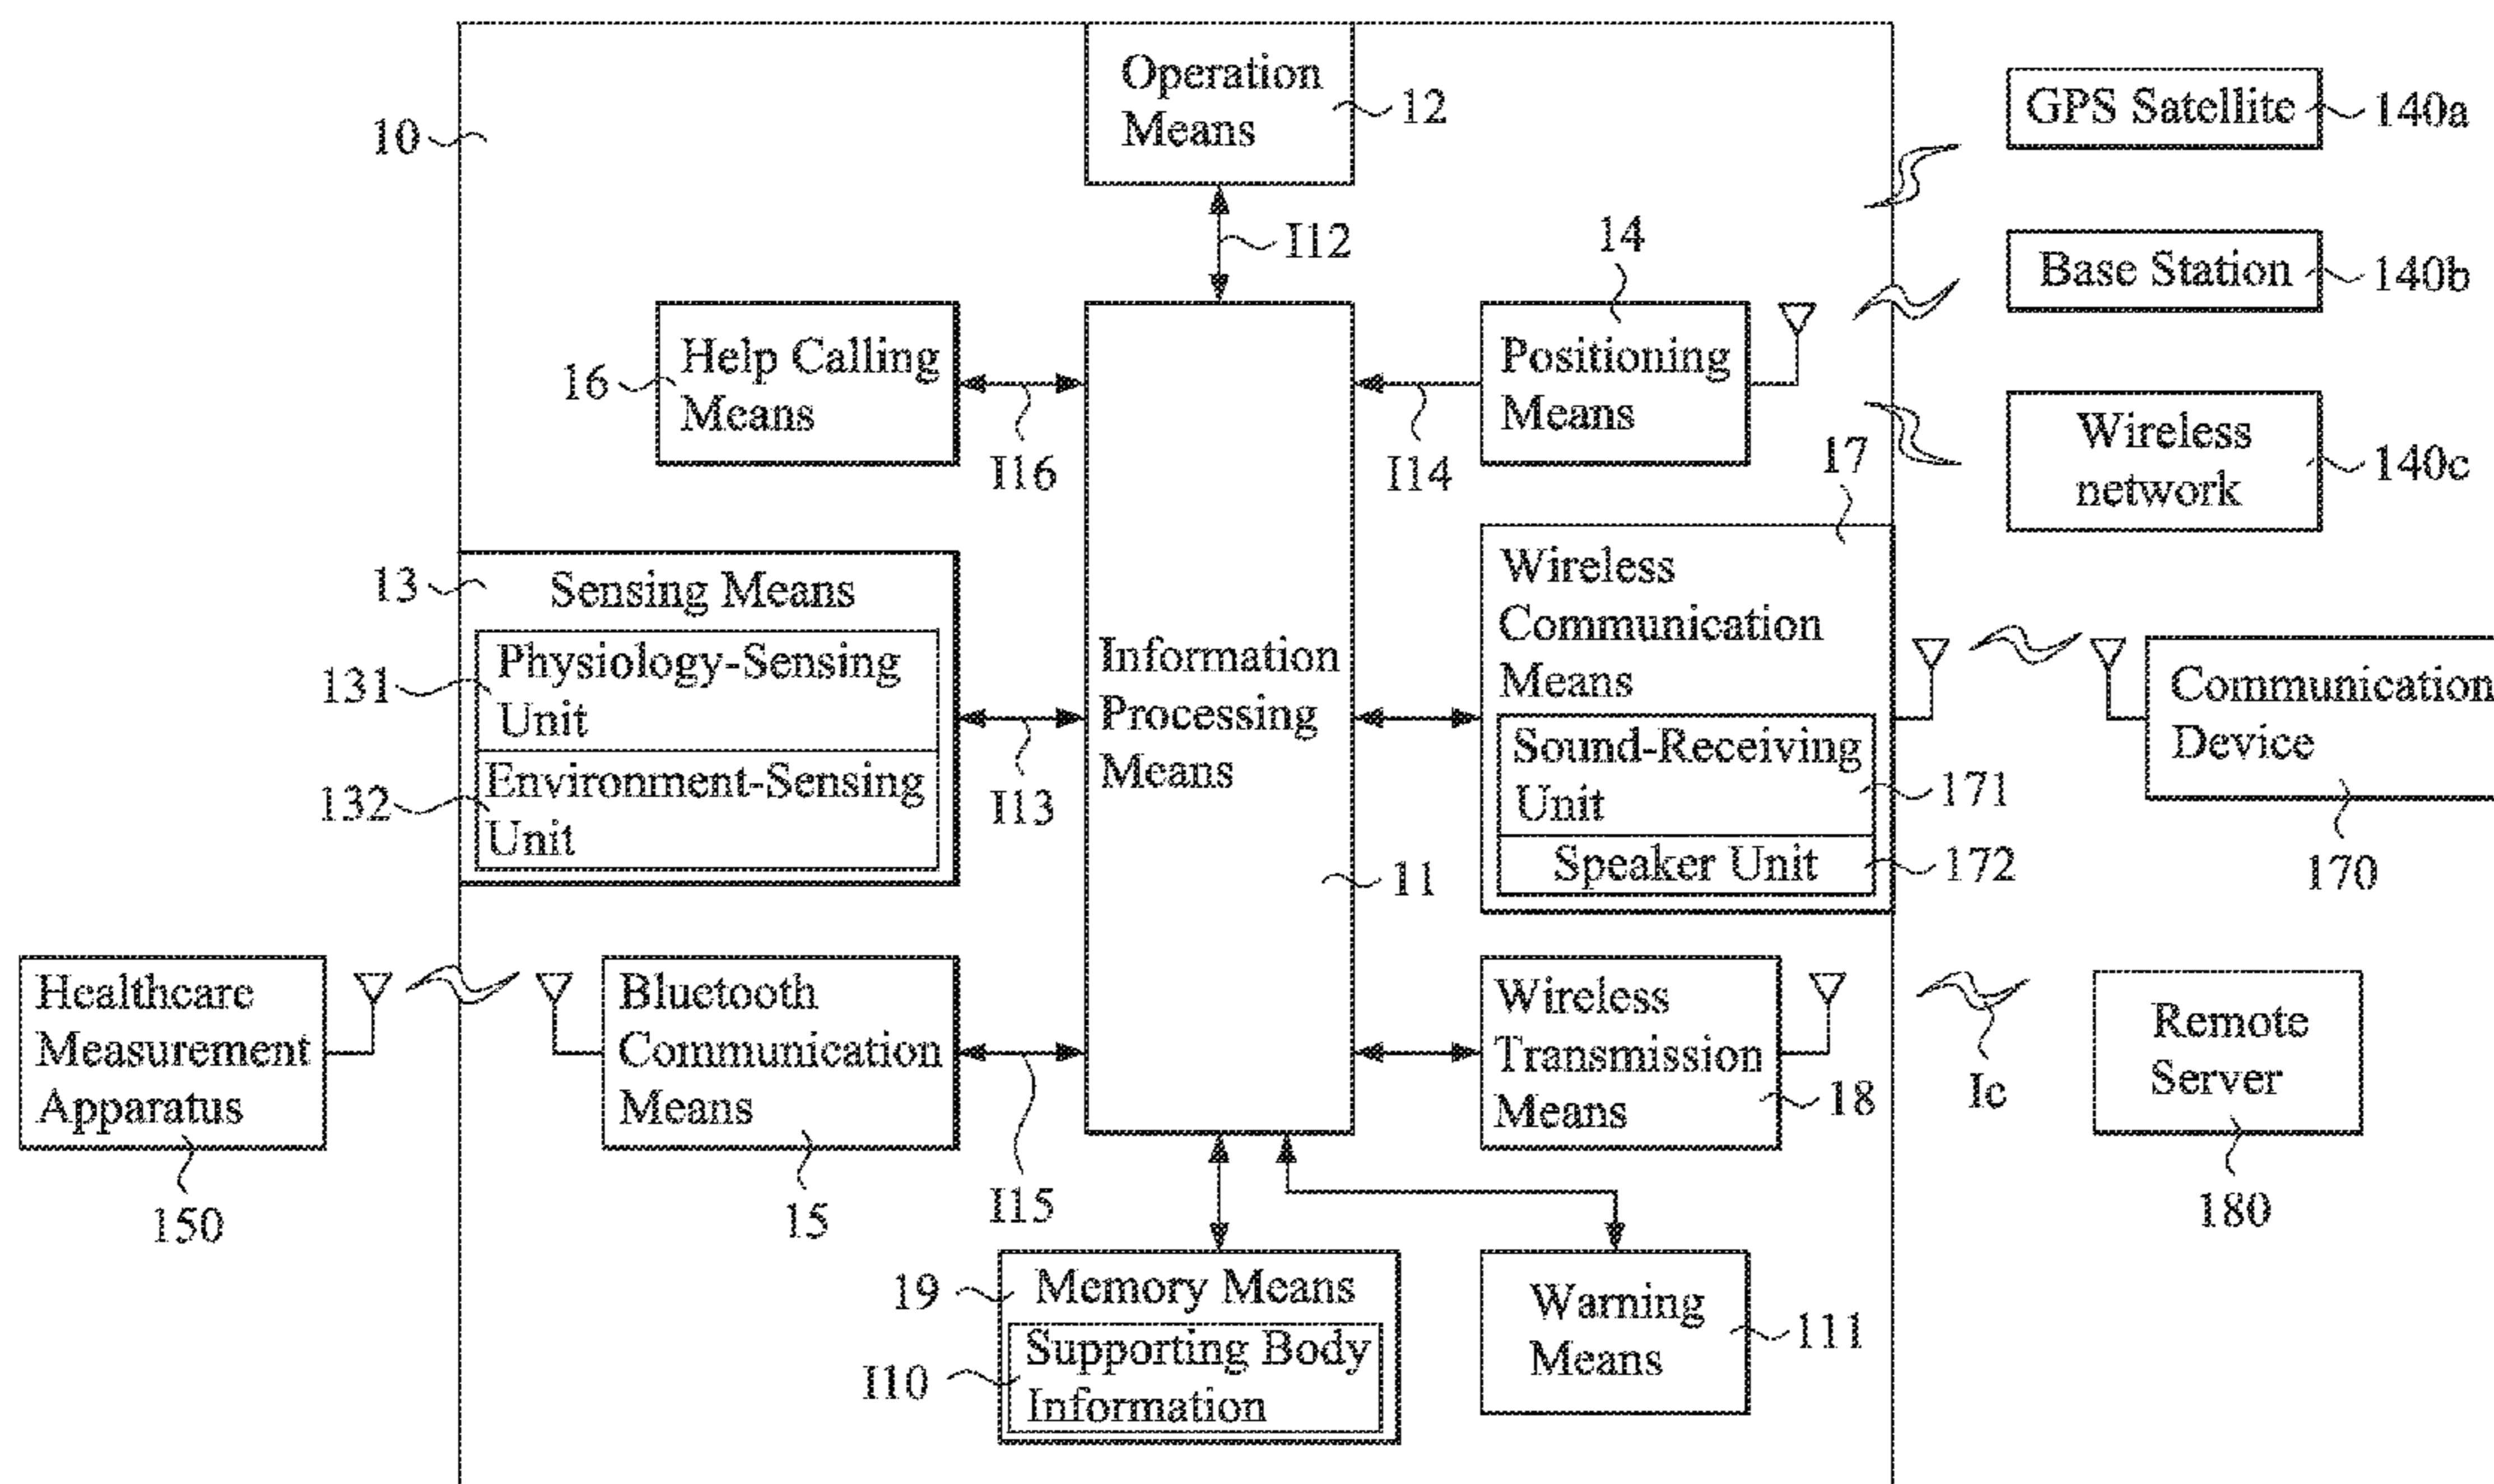 Operation
Means
12
10
I12
GPS Satellite
140a
Base Station
140b
Wireless
network
140c
16
Help Calling
Means
I16
14
Positioning
Means
I14
17
13
Sensing Means
131
Physiology-Sensing
Unit
132
Environment-Sensing
Unit
I13
Information
Processing
Means
11
Wireless
Communication
Means
Sound-Receiving
Unit
171
Speaker Unit
172
Communication
Device
170
Healthcare
Measurement
Apparatus
150
Bluetooth
Communication
Means
15
I15
Wireless
Transmission
Means
18
Ic
Remote
Server
180
19
Memory Means
I10
Supporting Body
Information
Warning
Means
111